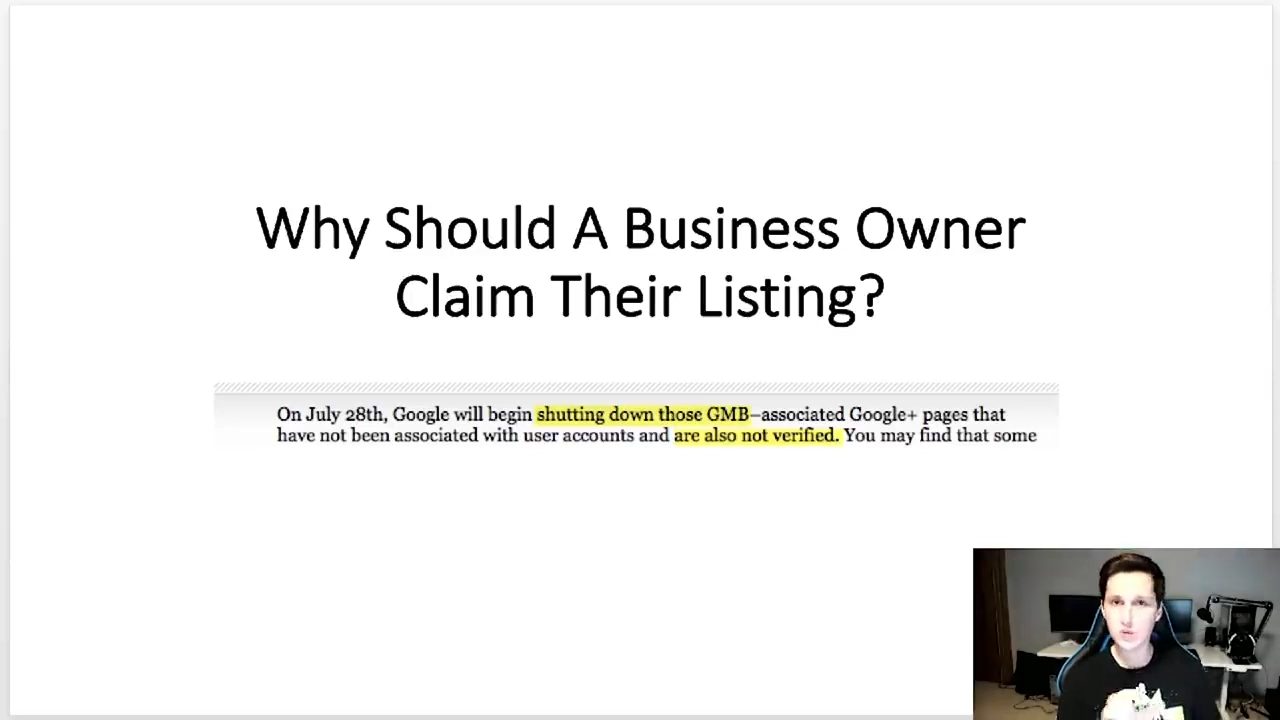 Why Should A Business Owner
Claim Their Listing?
On July 28th, Google will begin shutting down those GMB–associated Google+ pages that
have not been associated with user accounts and are also not verified. You may find that some